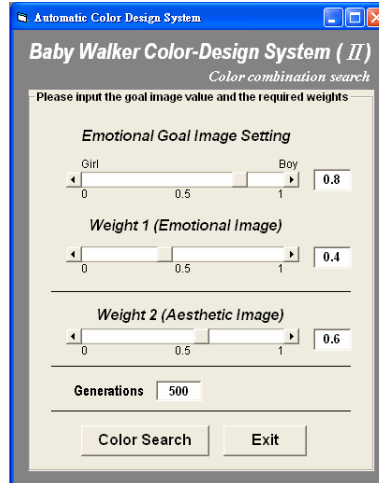 Automatic Color Design System
Baby Walker Color-Design System ( II )
Color combination search
Please input the goal image value and the required weights
Emotional Goal Image Setting
Girl Boy
0.8
0 0.5 1
Weight 1 (Emotional Image)
0.4
0 0.5 1
Weight 2 (Aesthetic Image)
0.6
0 0.5 1
Generations 500
Color Search Exit